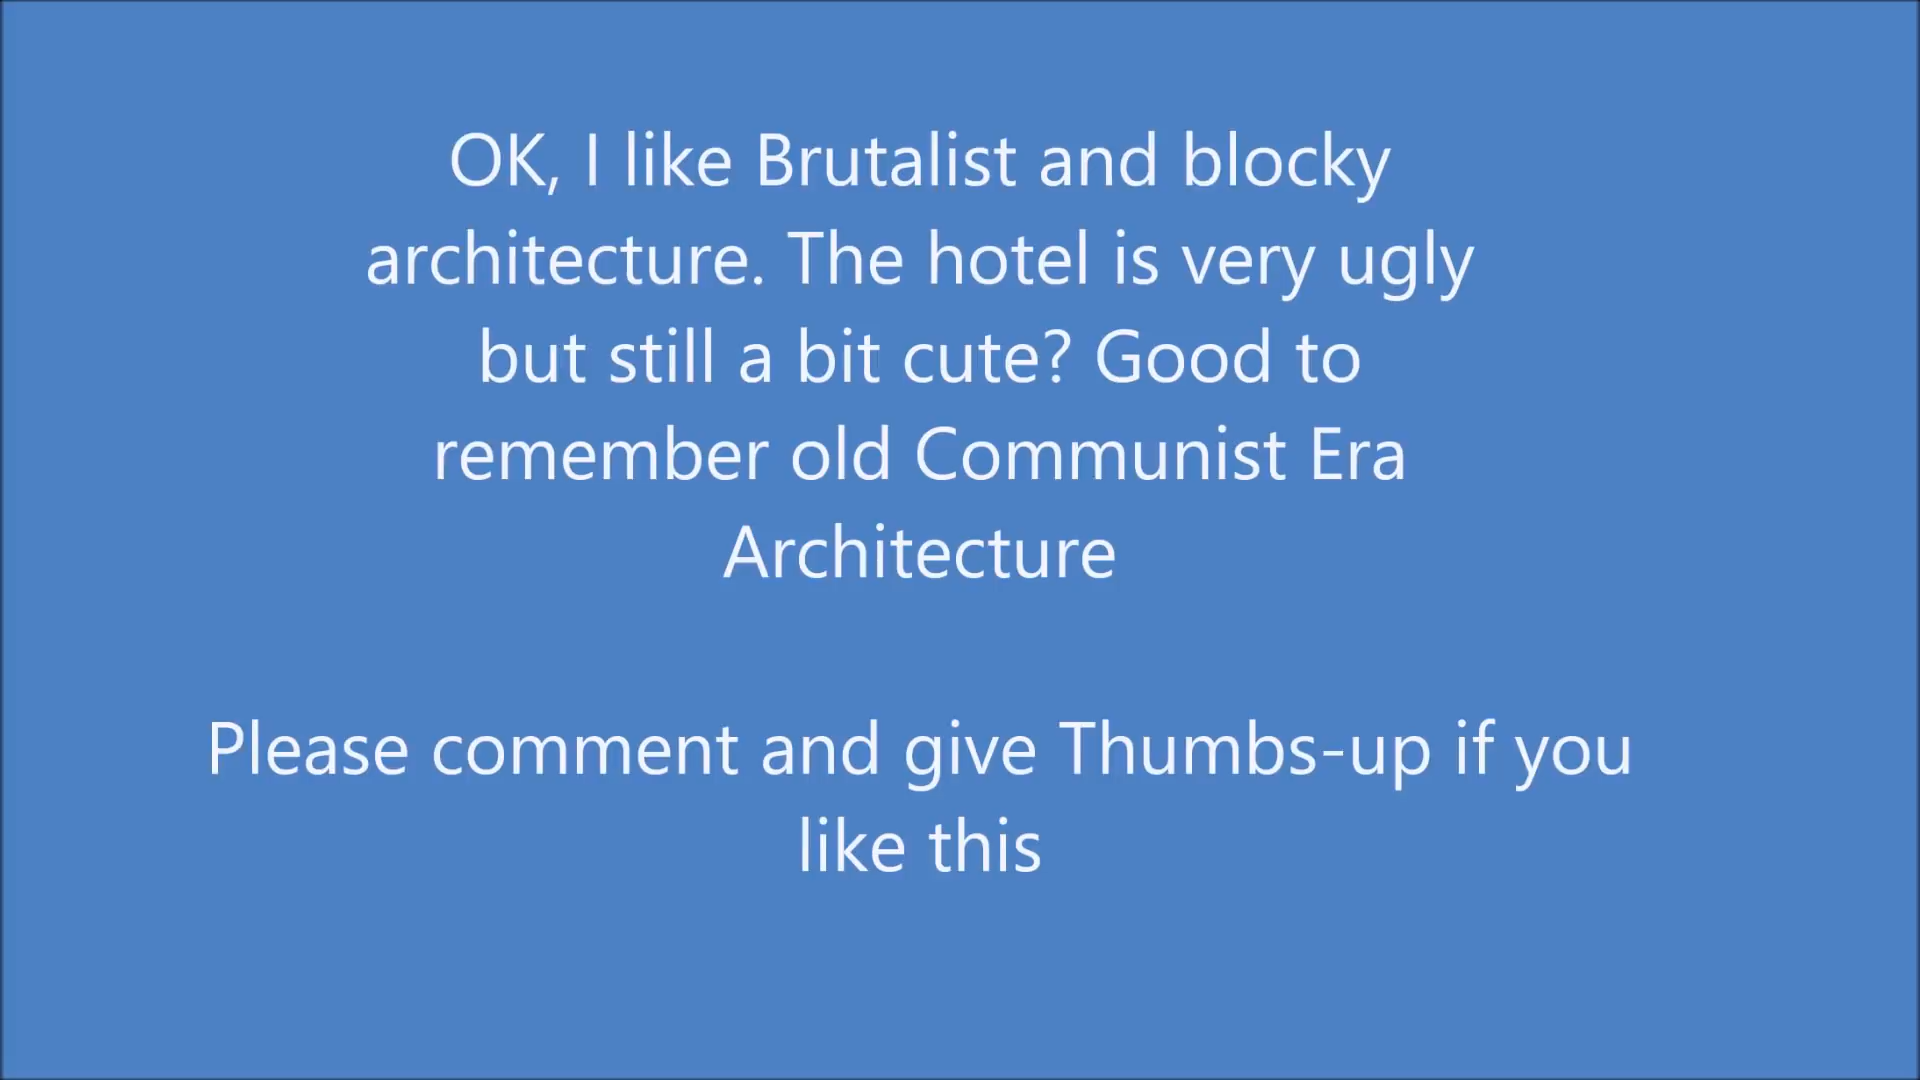 OK, I like Brutalist and blocky
architecture. The hotel is very ugly
but still a bit cute? Good to
remember old Communist Era
Architecture
Please comment and give Thumbs-up if you
like this